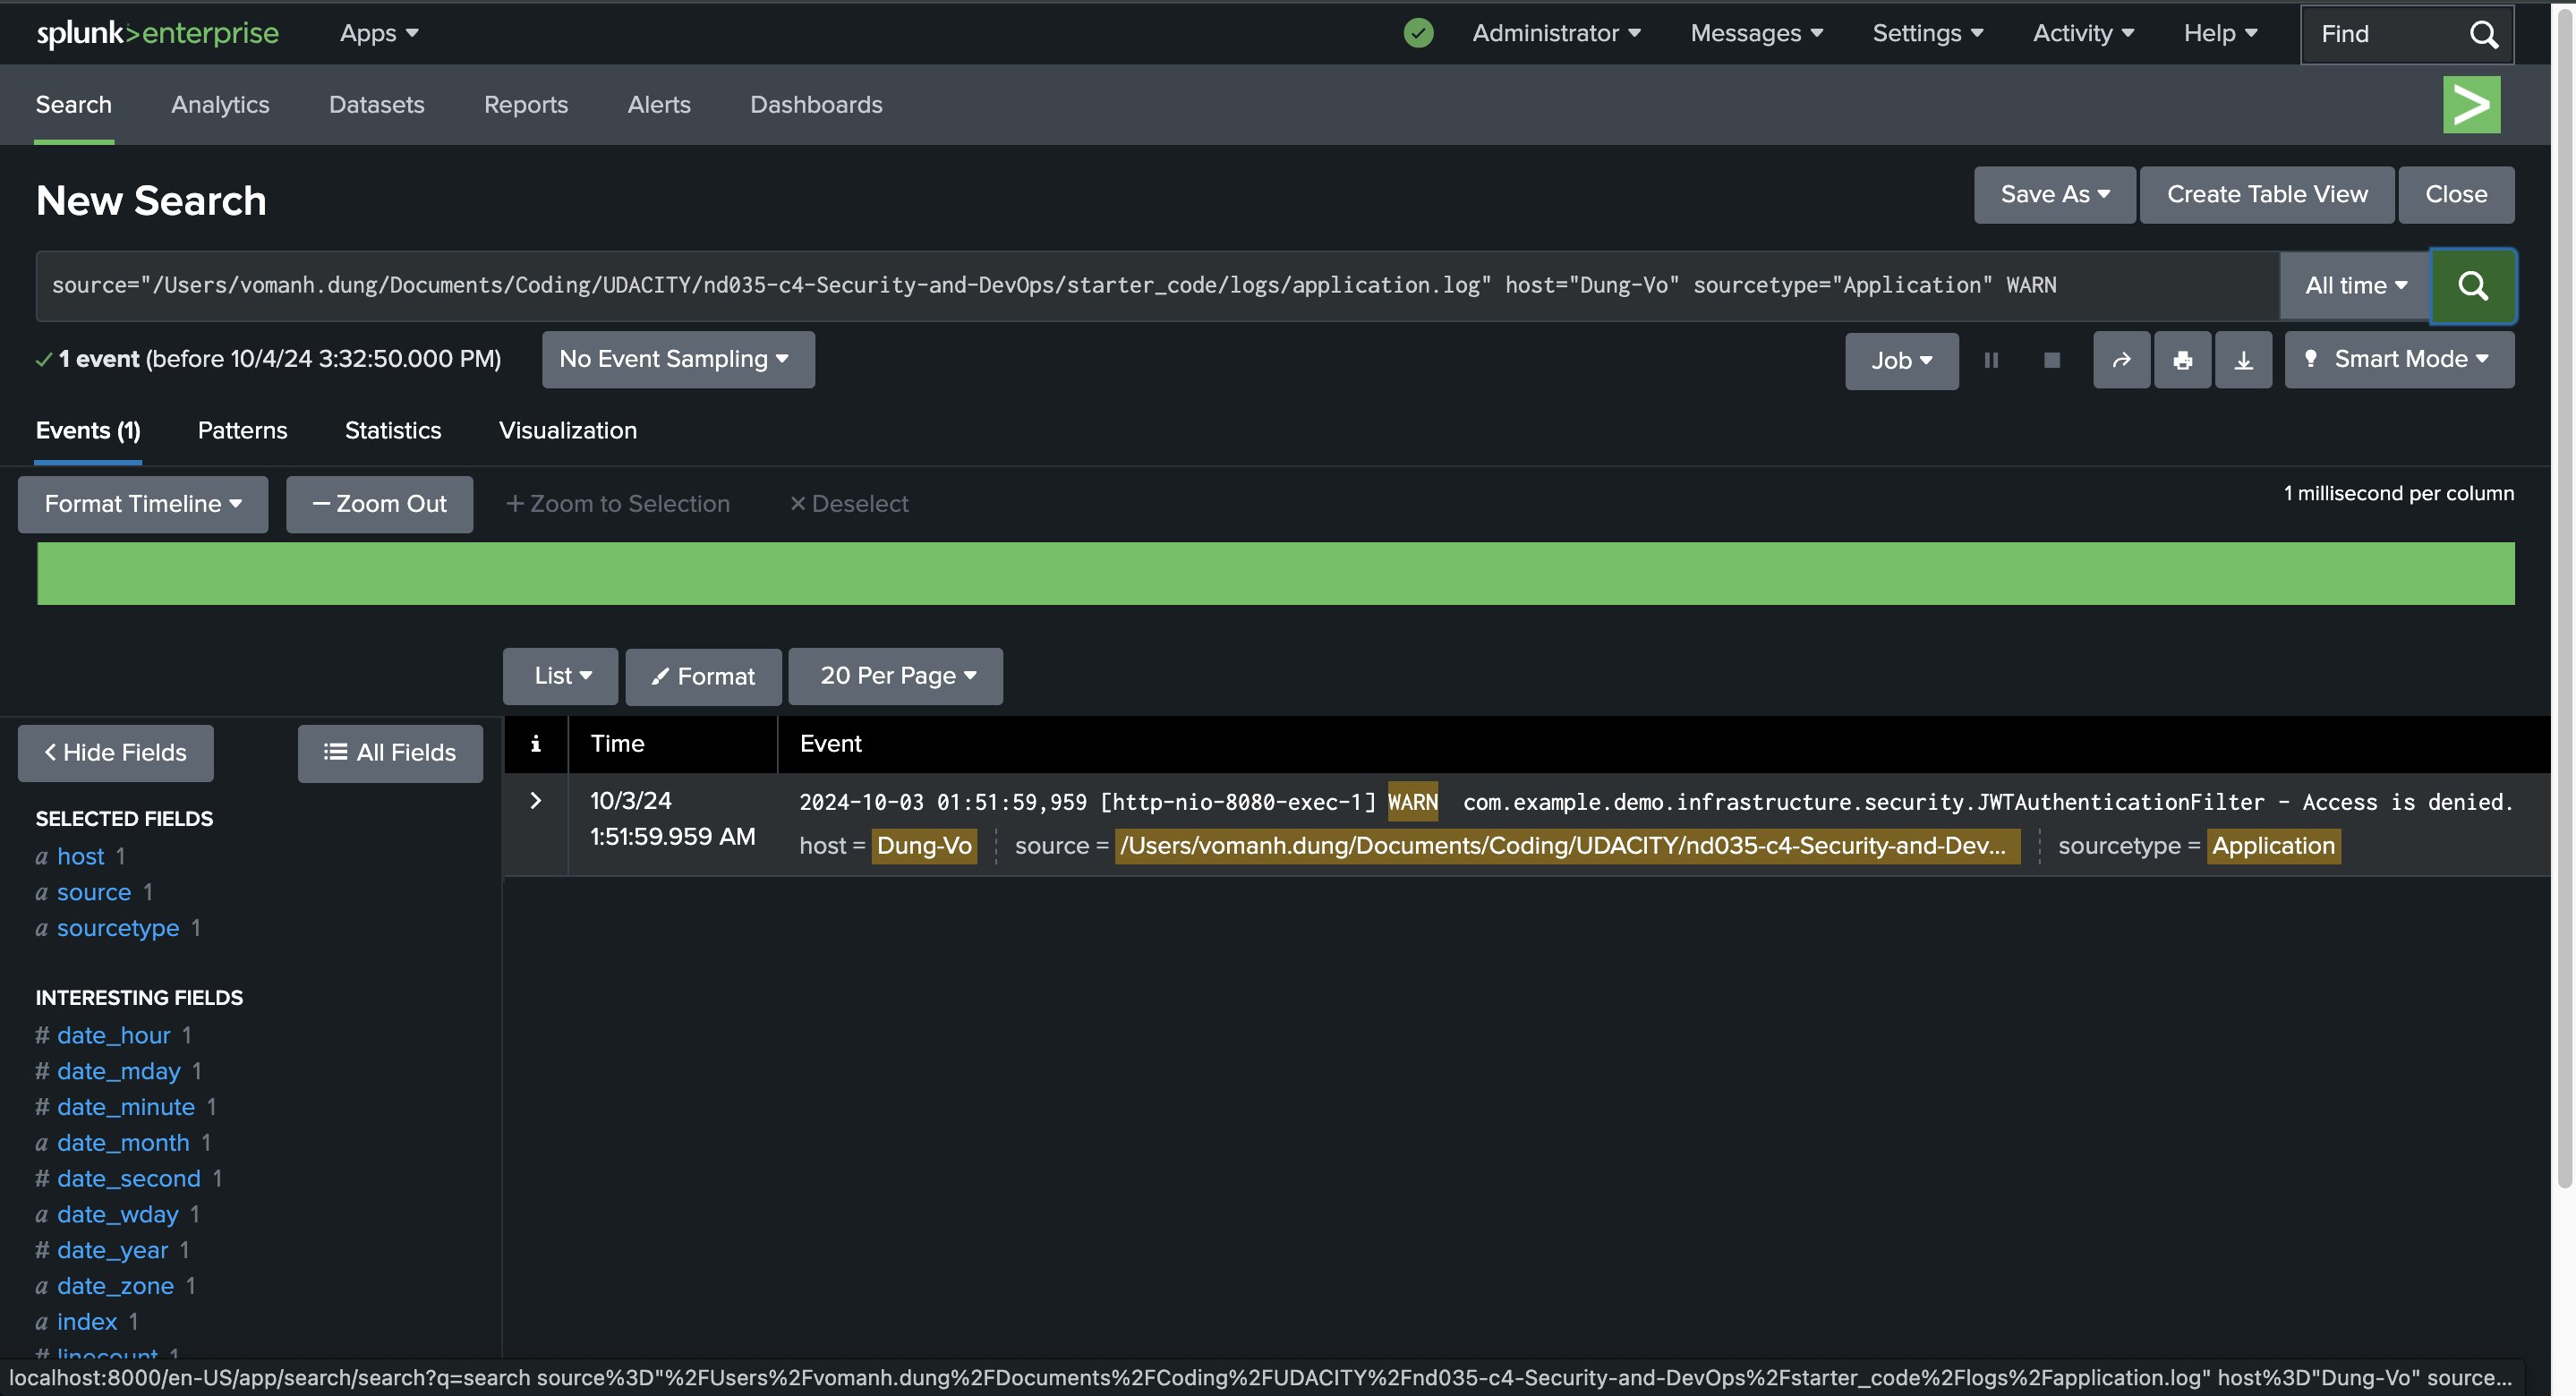 splunk>enterprise Apps Administrator Messages Settings Activity Help Find
Search Analytics Datasets Reports Alerts Dashboards
New Search
Save As Create Table View Close
source="/Users/vomanh.dung/Documents/Coding/UDACITY/nd035-c4-Security-and-DevOps/starter_code/logs/application.log" host="Dung-Vo" sourcetype="Application" WARN
All time
1 event (before 10/4/24 3:32:50.000 PM) No Event Sampling Job Smart Mode
Events (1) Patterns Statistics Visualization
Format Timeline — Zoom Out + Zoom to Selection × Deselect 1 millisecond per column
List Format 20 Per Page
< Hide Fields All Fields
i Time Event
10/3/24
1:51:59.959 AM
2024-10-03 01:51:59,959 [http-nio-8080-exec-1] WARN com.example.demo.infrastructure.security.JWTAuthenticationFilter - Access is denied.
host = Dung-Vo source = /Users/vomanh.dung/Documents/Coding/UDACITY/nd035-c4-Security-and-Dev... sourcetype = Application
SELECTED FIELDS
a host 1
a source 1
a sourcetype 1
INTERESTING FIELDS
# date_hour 1
# date_mday 1
# date_minute 1
a date_month 1
# date_second 1
a date_wday 1
# date_year 1
a date_zone 1
a index 1
# linecount 1
localhost:8000/en-US/app/search/search?q=search source%3D"%2FUsers%2Fvomanh.dung%2FDocuments%2FCoding%2FUDACITY%2Fnd035-c4-Security-and-DevOps%2Fstarter_code%2Flogs%2Fapplication.log" host%3D"Dung-Vo" source...